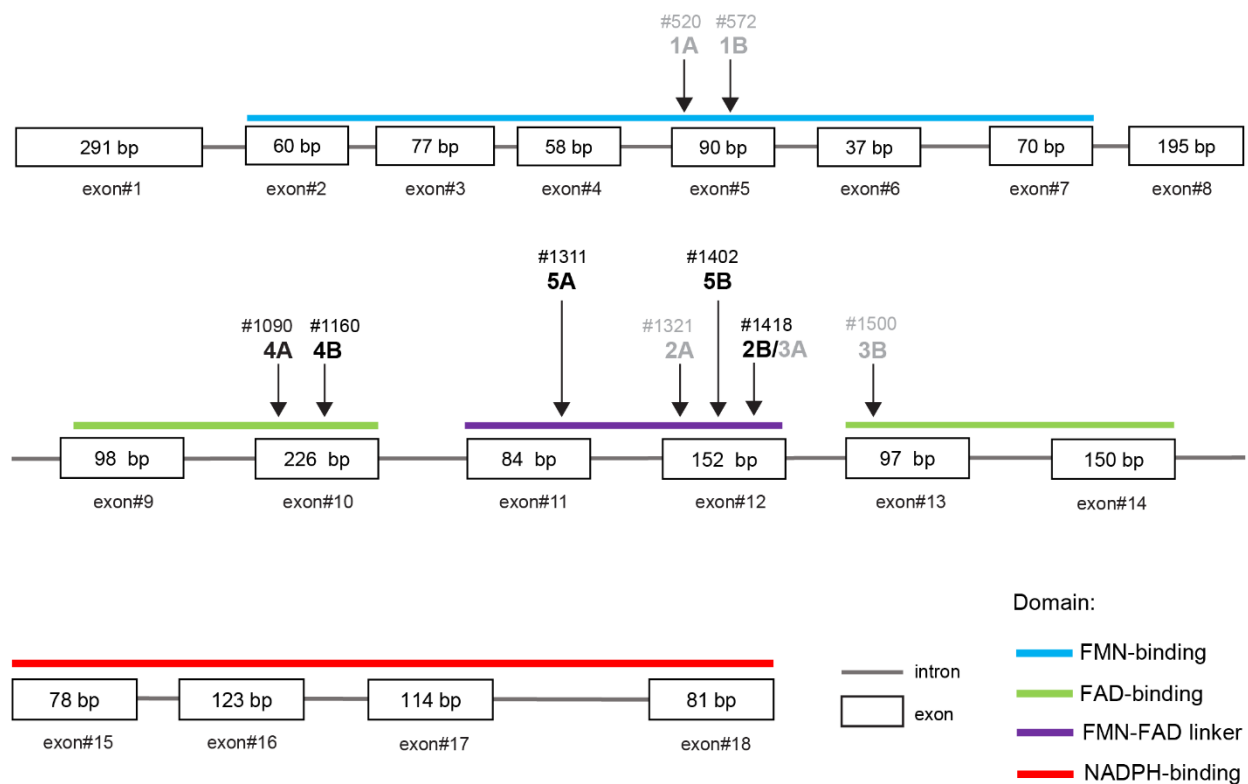 #520 #572
1A 1B
291 bp 60 bp 77 bp 58 bp 90 bp 37 bp 70 bp 195 bp
exon#1 exon#2 exon#3 exon#4 exon#5 exon#6 exon#7 exon#8
#1311 #1402
5A 5B
#1090 #1160 #1321 #1418 #1500
4A 4B 2A 2B/3A 3B
98 bp 226 bp 84 bp 152 bp 97 bp 150 bp
exon#9 exon#10 exon#11 exon#12 exon#13 exon#14
78 bp 123 bp 114 bp 81 bp
exon#15 exon#16 exon#17 exon#18
intron
exon
Domain:
FMN-binding
FAD-binding
FMN-FAD linker
NADPH-binding